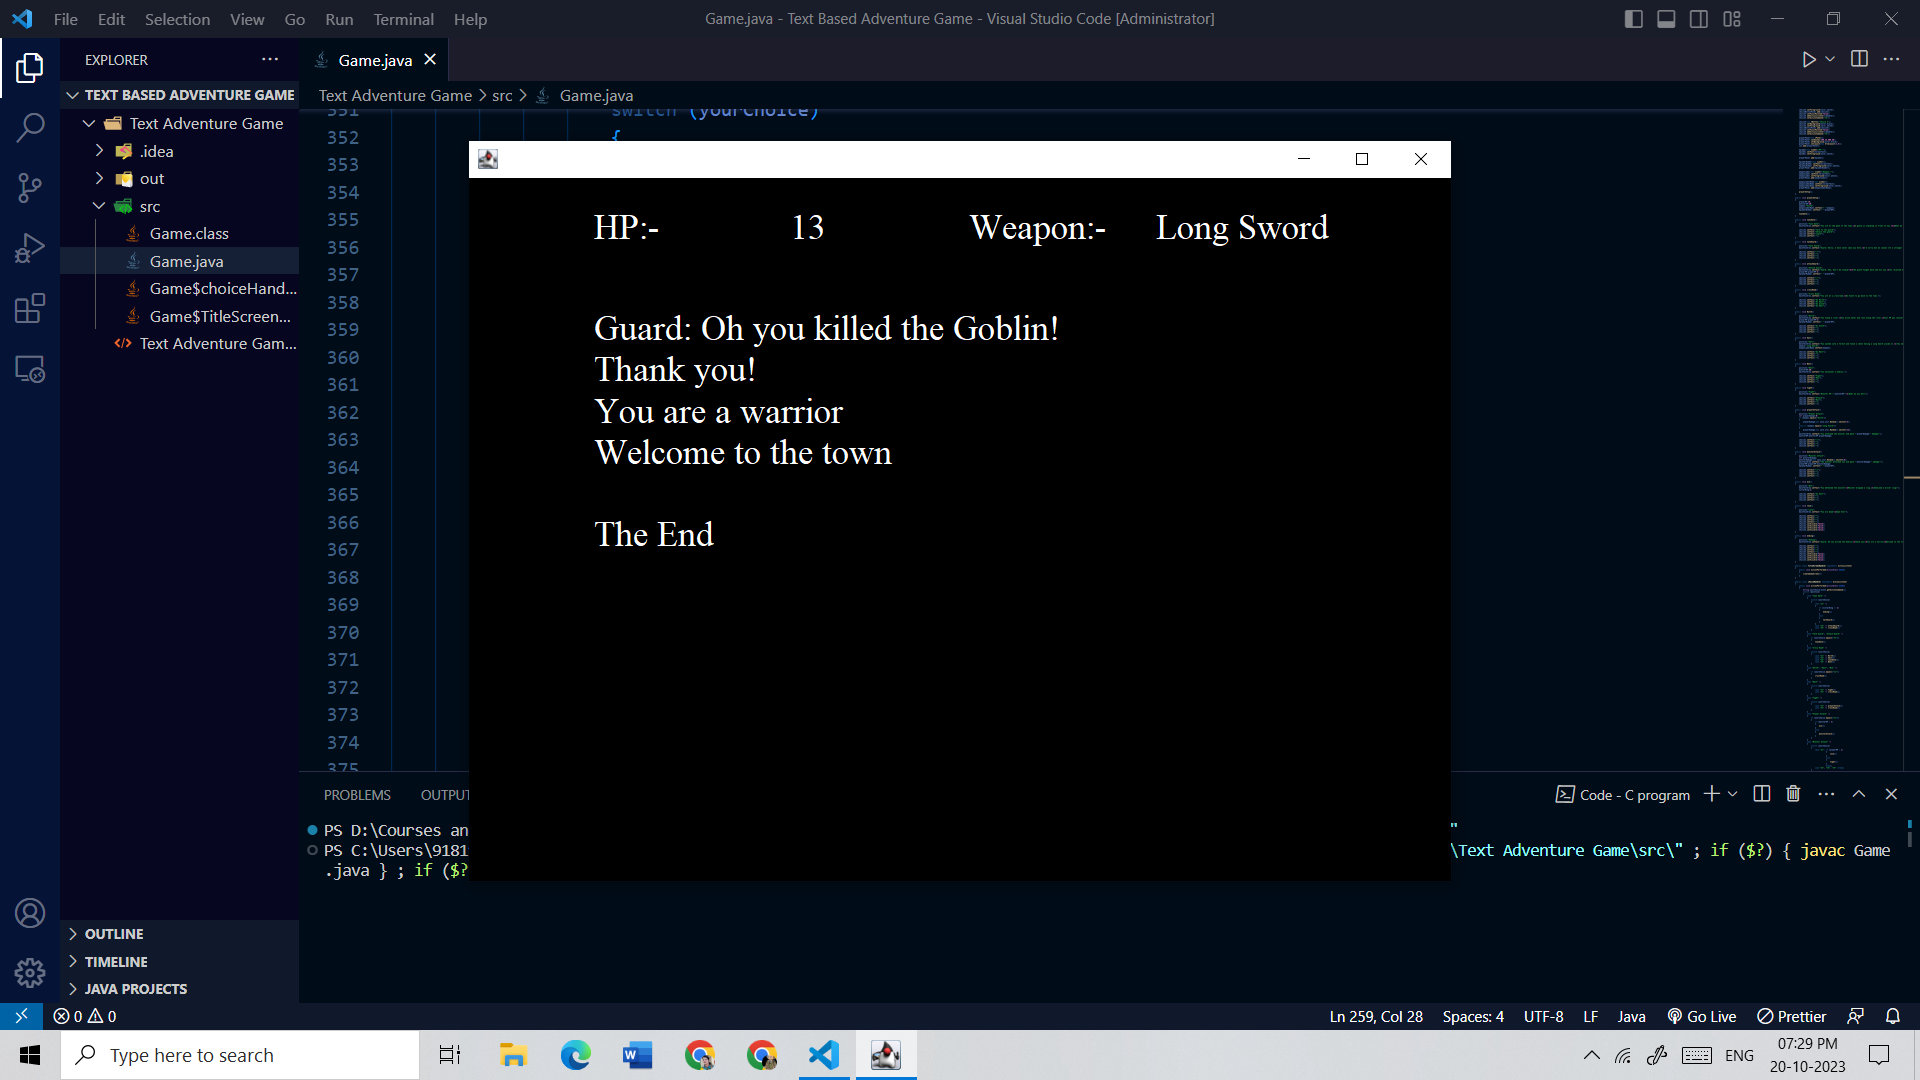 File Edit Selection View Go Run Terminal Help
Game.java - Text Based Adventure Game - Visual Studio Code [Administrator]
EXPLORER
Game.java
TEXT BASED ADVENTURE GAME
Text Adventure Game > src > Game.java
Text Adventure Game
.idea
out
src
Game.class
Game.java
Game$choiceHand...
Game$TitleScreen...
Text Adventure Gam...
351 switch (yourChoice)
352 {
353
354
355
356
357
358
359
360
361
362
363
364
365
366
367
368
369
370
371
372
373
374
375
HP:- 13 Weapon:- Long Sword
Guard: Oh you killed the Goblin!
Thank you!
You are a warrior
Welcome to the town
The End
PROBLEMS OUTPUT
Code - C program
PS D:\Courses an "
PS C:\Users\9181 \Text Adventure Game\src\" ; if ($?) { javac Game
.java } ; if ($?
OUTLINE
TIMELINE
JAVA PROJECTS
0 0
Ln 259, Col 28 Spaces: 4 UTF-8 LF Java Go Live Prettier
Type here to search
ENG
07:29 PM
20-10-2023